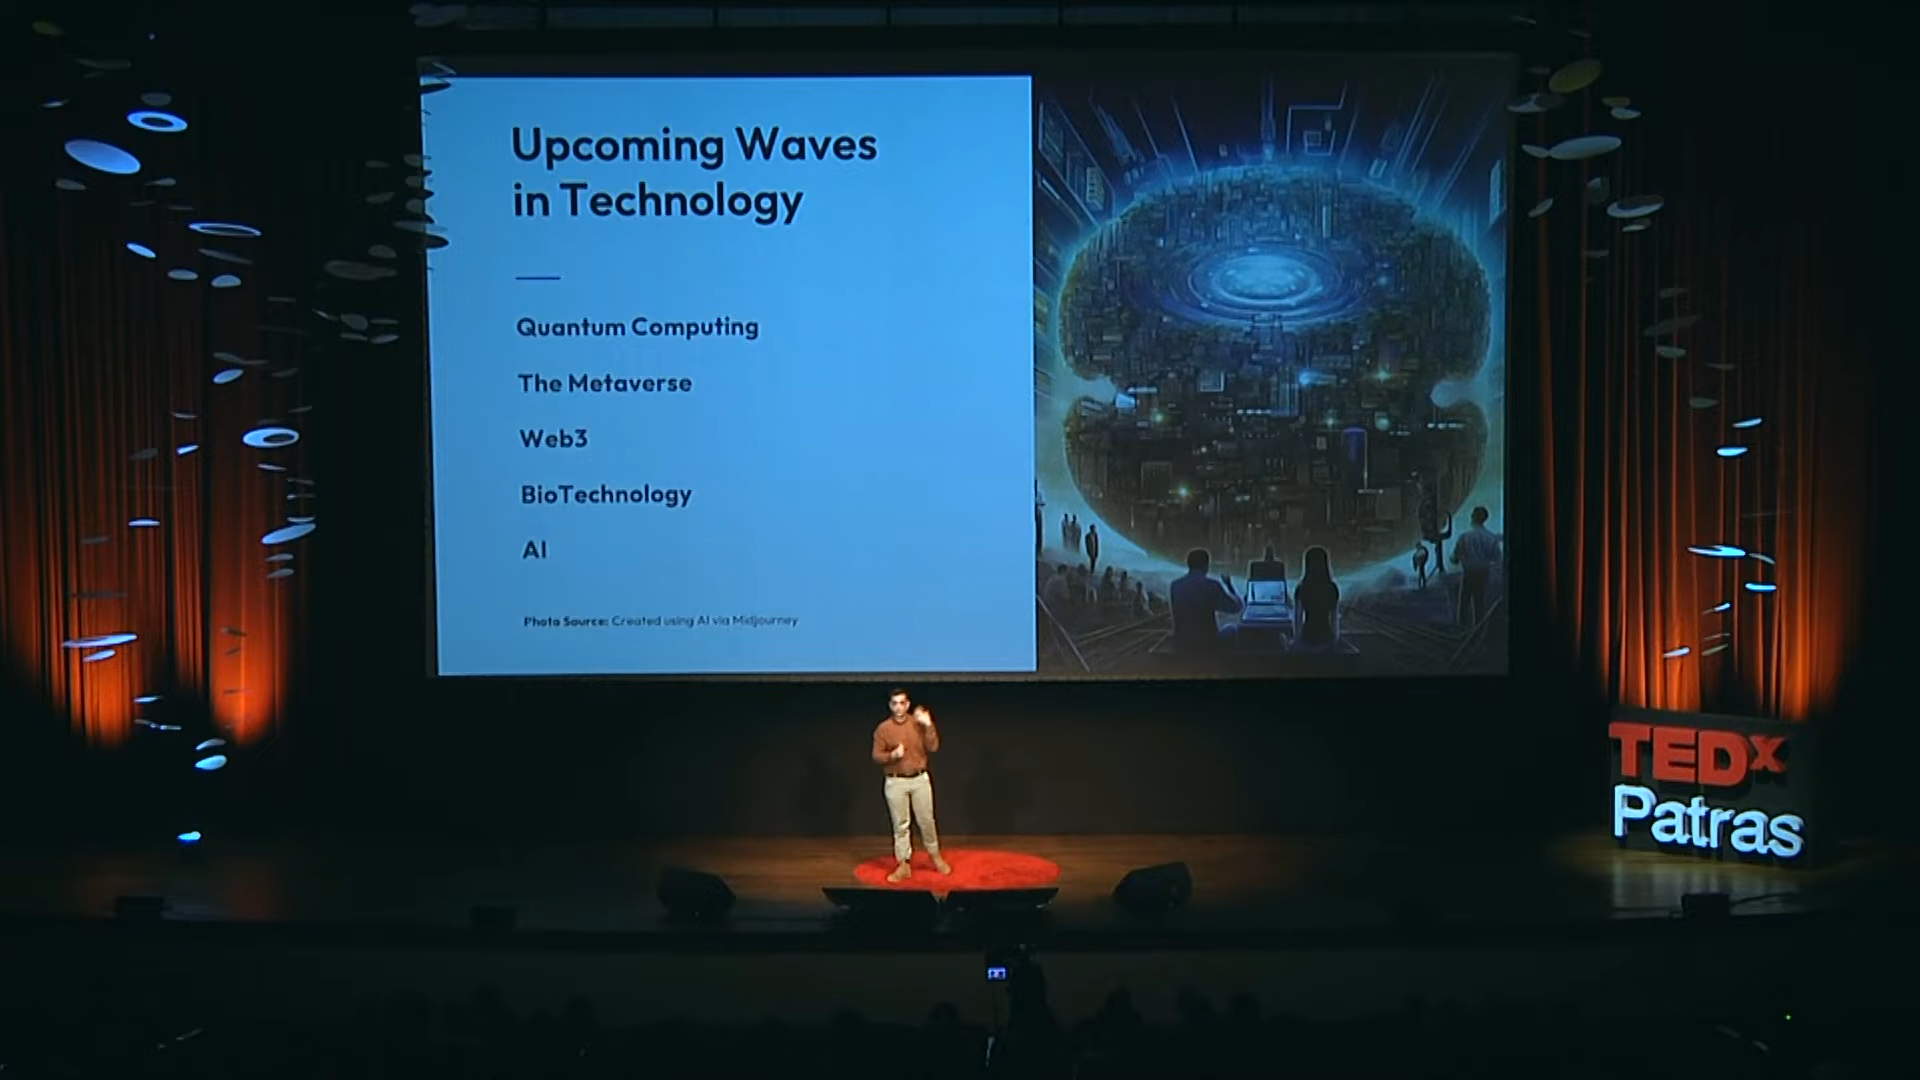 Upcoming Waves
in Technology
Quantum Computing
The Metaverse
Web3
BioTechnology
AI
Photo Source: Created using AI via Midjourney
TEDx
Patras